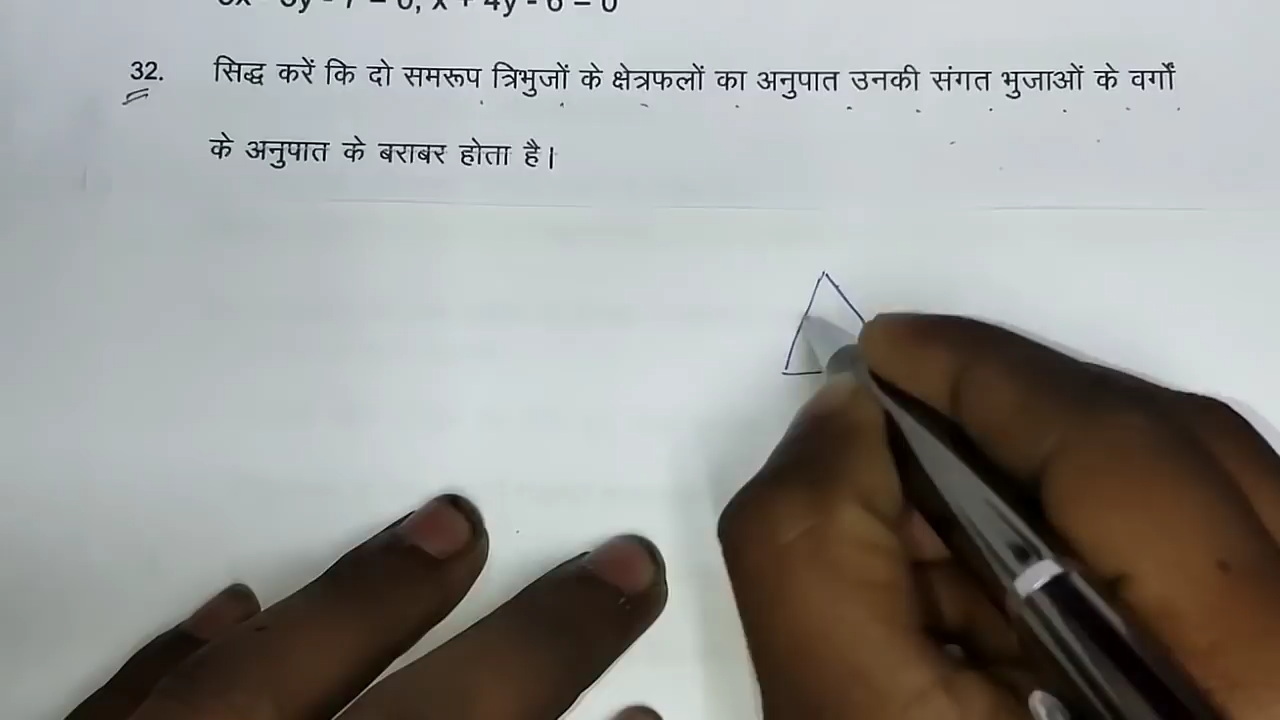 32. सिद्ध करें कि दो समरूप त्रिभुजों के क्षेत्रफलों का अनुपात उनकी संगत भुजाओं के वर्गों
के अनुपात के बराबर होता है।